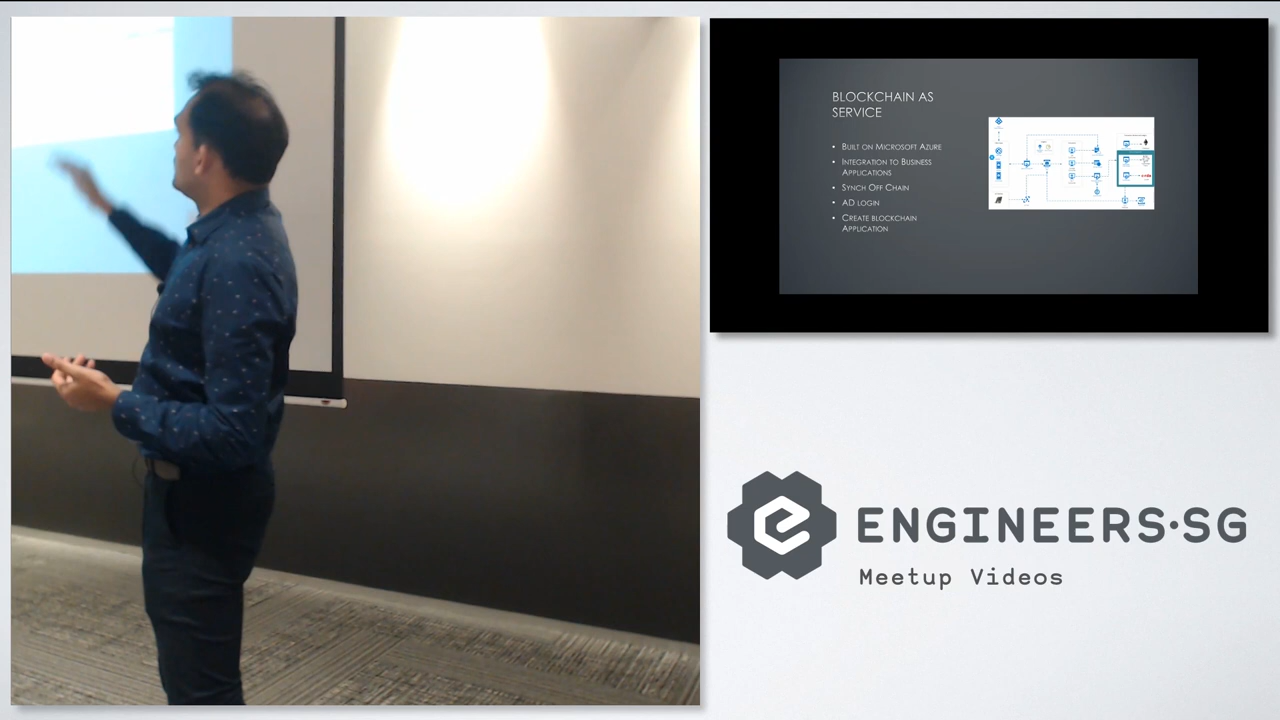 BLOCKCHAIN AS
SERVICE
• BUILT ON MICROSOFT AZURE
• INTEGRATION TO BUSINESS
APPLICATIONS
• SYNCH OFF CHAIN
• AD LOGIN
• CREATE BLOCKCHAIN
APPLICATION
ENGINEERS·SG
Meetup Videos